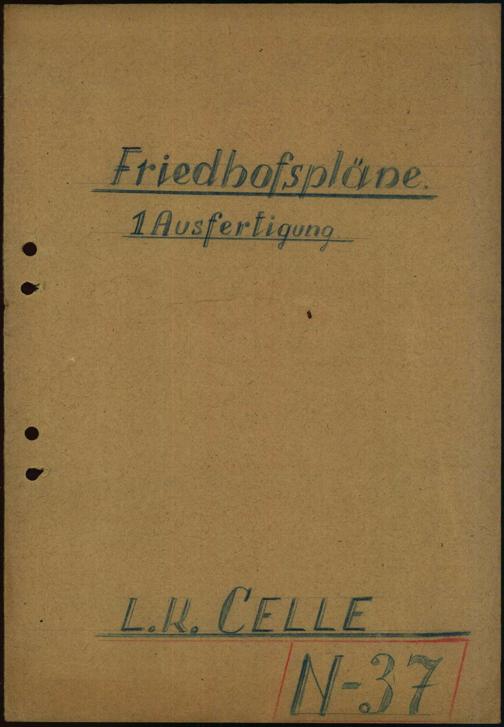 Friedhofspläne.
1 Ausfertigung.
L.K. CELLE
N-37